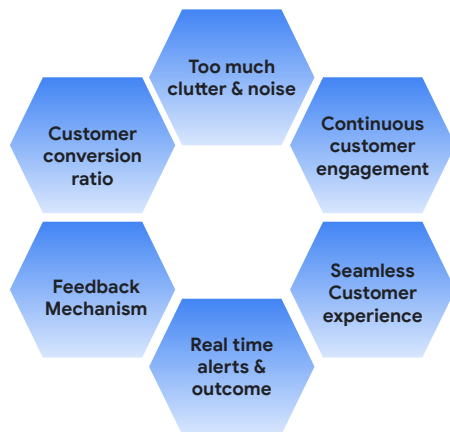 Too much
clutter & noise
Continuous
customer
engagement
Seamless
Customer
experience
Real time
alerts &
outcome
Feedback
Mechanism
Customer
conversion
ratio